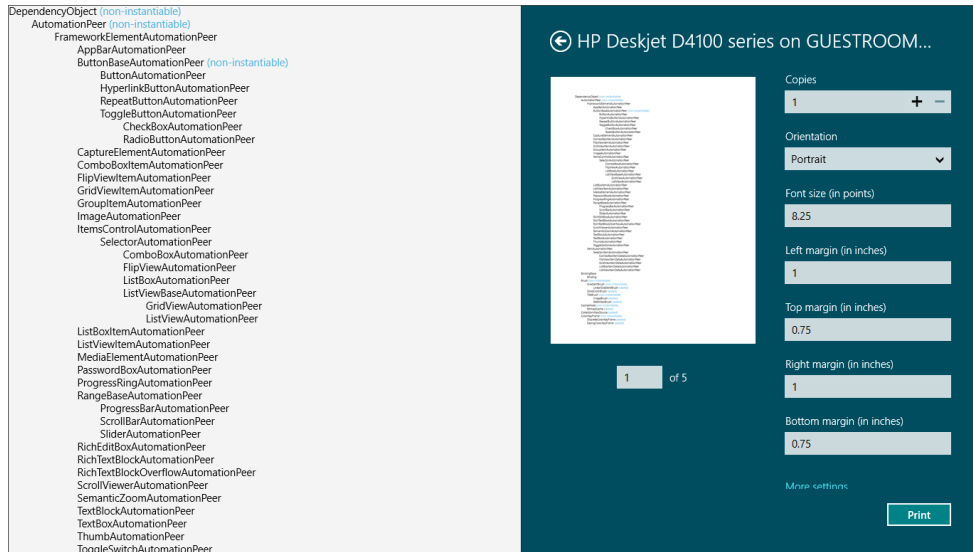 DependencyObject (non-instantiable)
AutomationPeer (non-instantiable)
FrameworkElementAutomationPeer
AppBarAutomationPeer
ButtonBaseAutomationPeer (non-instantiable)
ButtonAutomationPeer
HyperlinkButtonAutomationPeer
RepeatButtonAutomationPeer
ToggleButtonAutomationPeer
CheckBoxAutomationPeer
RadioButtonAutomationPeer
CaptureElementAutomationPeer
ComboBoxItemAutomationPeer
FlipViewItemAutomationPeer
GridViewItemAutomationPeer
GroupItemAutomationPeer
ImageAutomationPeer
ItemsControlAutomationPeer
SelectorAutomationPeer
ComboBoxAutomationPeer
FlipViewAutomationPeer
ListBoxAutomationPeer
ListViewBaseAutomationPeer
GridViewAutomationPeer
ListViewAutomationPeer
ListBoxItemAutomationPeer
ListViewItemAutomationPeer
MediaElementAutomationPeer
PasswordBoxAutomationPeer
ProgressRingAutomationPeer
RangeBaseAutomationPeer
ProgressBarAutomationPeer
ScrollBarAutomationPeer
SliderAutomationPeer
RichEditBoxAutomationPeer
RichTextBlockAutomationPeer
RichTextBlockOverflowAutomationPeer
ScrollViewerAutomationPeer
SemanticZoomAutomationPeer
TextBlockAutomationPeer
TextBoxAutomationPeer
ThumbAutomationPeer
ToggleSwitchAutomationPeer
HP Deskjet D4100 series on GUESTROOM...
1 of 5
Copies
1
Orientation
Portrait
Font size (in points)
8.25
Left margin (in inches)
1
Top margin (in inches)
0.75
Right margin (in inches)
1
Bottom margin (in inches)
0.75
More settings
Print